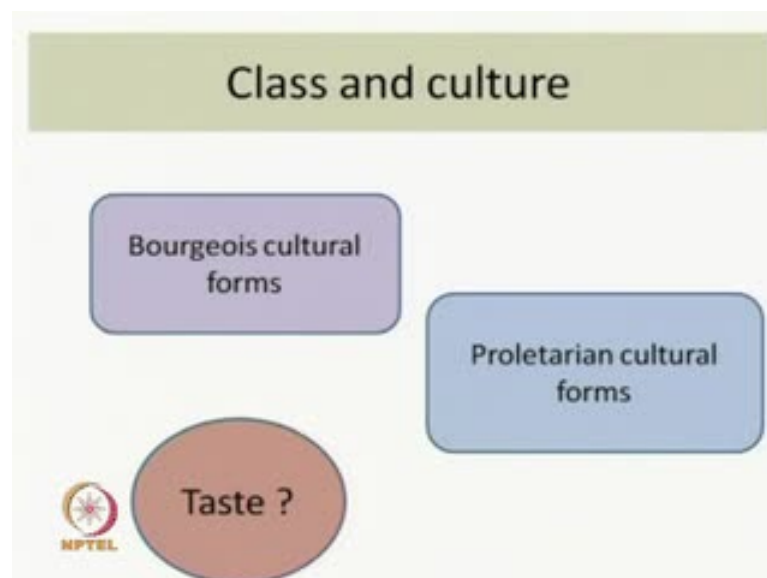 Class and culture
Bourgeois cultural
forms
Proletarian cultural
forms
Taste ?
NPTEL